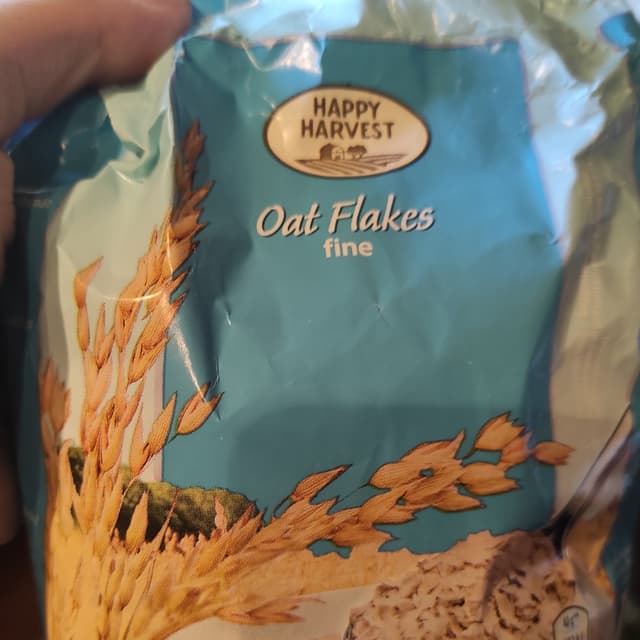 HAPPY
HARVEST
Oat Flakes
fine